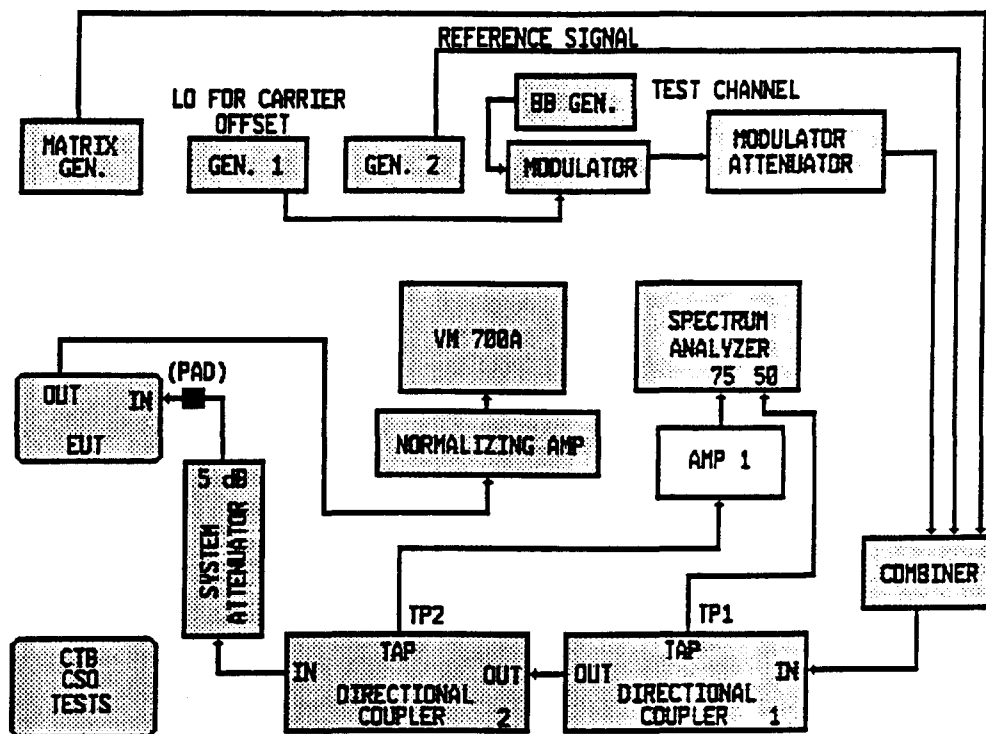 REFERENCE SIGNAL
LO FOR CARRIER
OFFSET
BB GEN.
TEST CHANNEL
MATRIX
GEN.
GEN. 1
GEN. 2
MODULATOR
MODULATOR
ATTENUATOR
VM 700A
SPECTRUM
ANALYZER
75 50
(PAD)
OUT
IN
EUT
NORMALIZING AMP
AMP 1
5 dB
SYSTEM
ATTENUATOR
COMBINER
TP2
TP1
CTB
CSO
TESTS
IN
TAP
OUT
DIRECTIONAL
COUPLER 2
OUT
TAP
IN
DIRECTIONAL
COUPLER 1